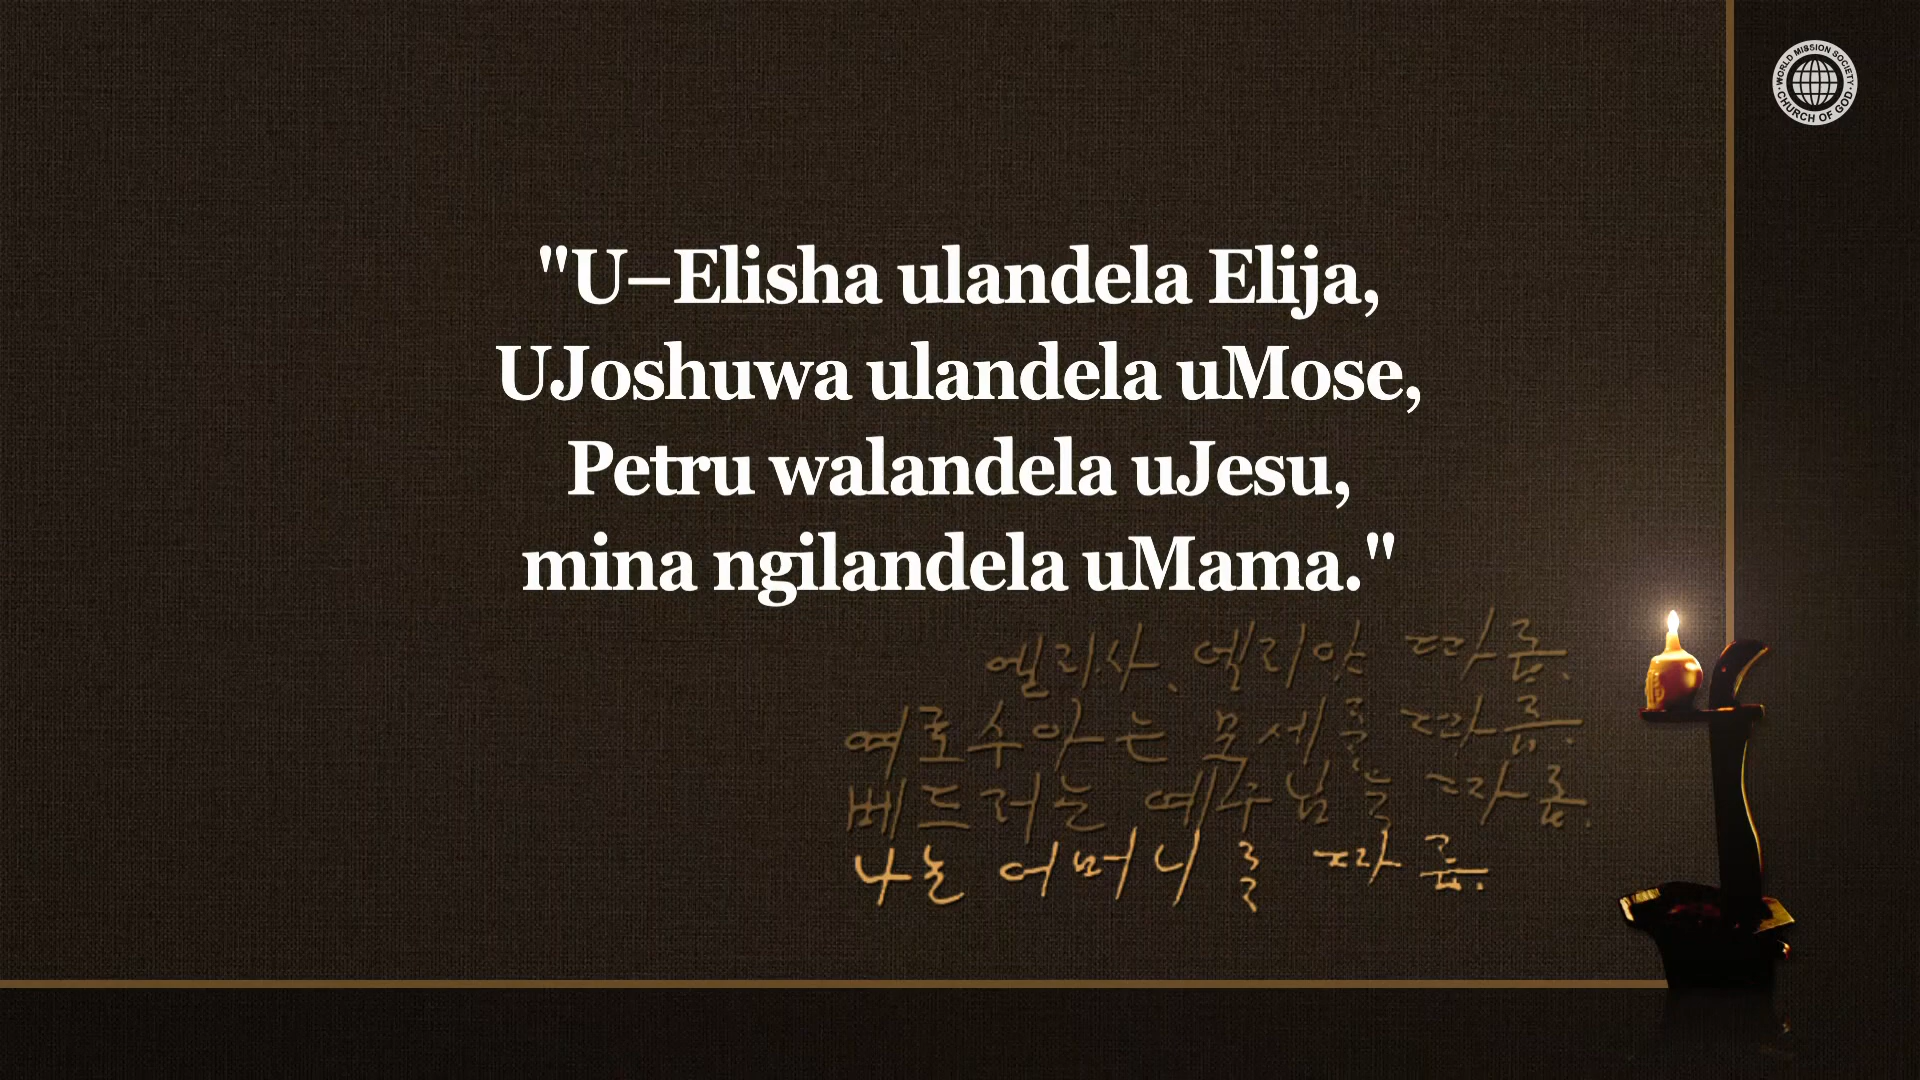 WORLD MISSION SOCIETY
CHURCH OF GOD
"U–Elisha ulandela Elija,
UJoshuwa ulandela uMose,
Petru walandela uJesu,
mina ngilandela uMama."
엘리사, 엘리야 따름.
여호수아는 모세를 따름.
베드러는 예수님을 따름.
나는 어머니를 따름.